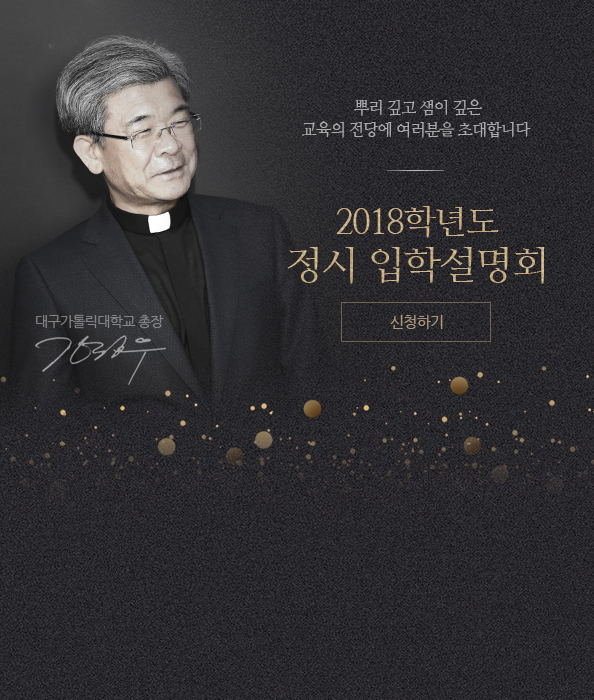 뿌리 깊고 샘이 깊은
교육의 전당에 여러분을 초대합니다
2018학년도
정시 입학설명회
신청하기
대구가톨릭대학교 총장